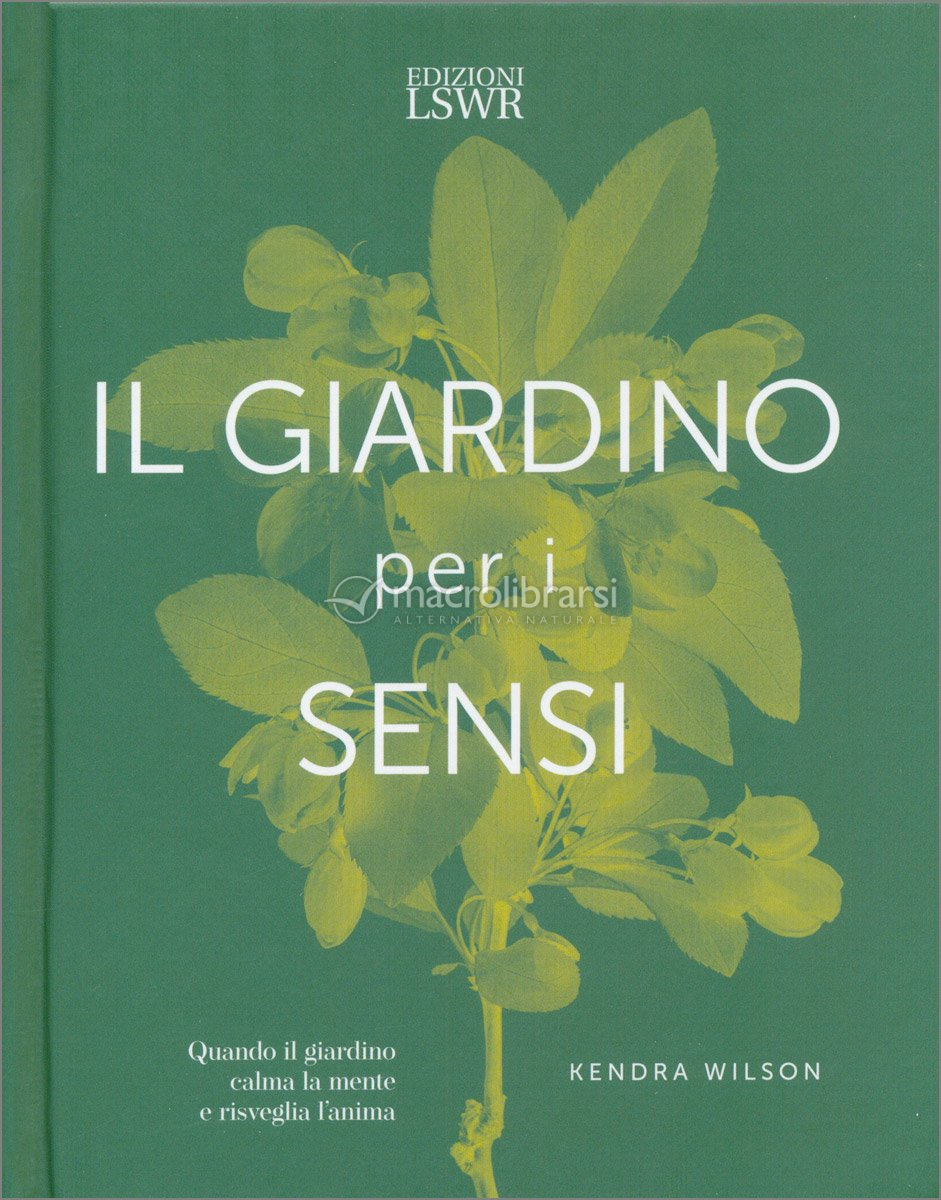 EDIZIONI
LSWR
IL GIARDINO
per i
macrolibrarsi
ALTERNATIVA NATURALE
SENSI
Quando il giardino
calma la mente
e risveglia l'anima
KENDRA WILSON